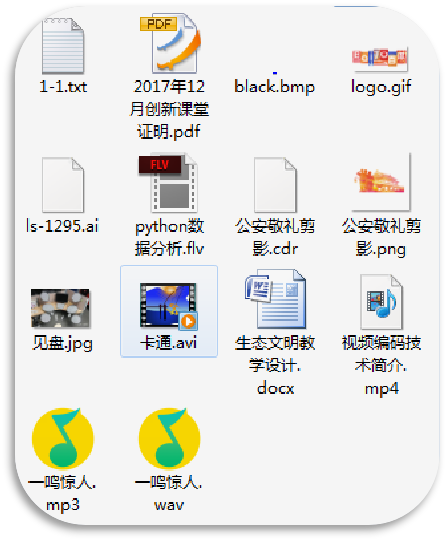 PDF
1-1.txt
2017年12
月创新课堂
证明.pdf
black.bmp
logo.gif
FLV
ls-1295.ai
python数
据分析.flv
公安敬礼剪
影.cdr
公安敬礼剪
影.png
W
见盘.jpg
卡通.avi
生态文明教
学设计.
docx
视频编码技
术简介.
mp4
一鸣惊人.
mp3
一鸣惊人.
wav